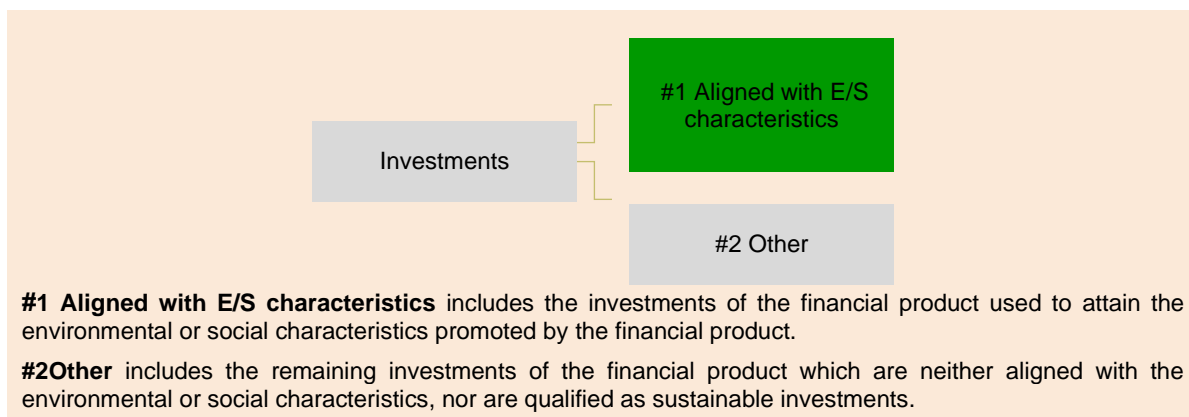 #1 Aligned with E/S
characteristics
Investments
#2 Other
#1 Aligned with E/S characteristics includes the investments of the financial product used to attain the
environmental or social characteristics promoted by the financial product.
#2Other includes the remaining investments of the financial product which are neither aligned with the
environmental or social characteristics, nor are qualified as sustainable investments.